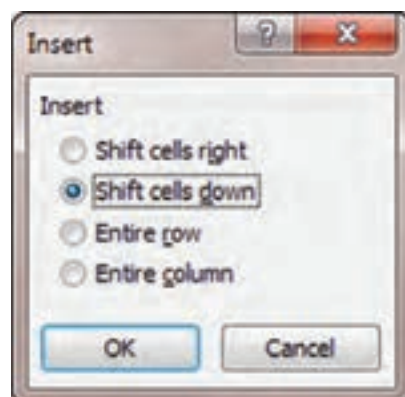 Insert
Insert
Shift cells right
Shift cells down
Entire row
Entire column
OK
Cancel